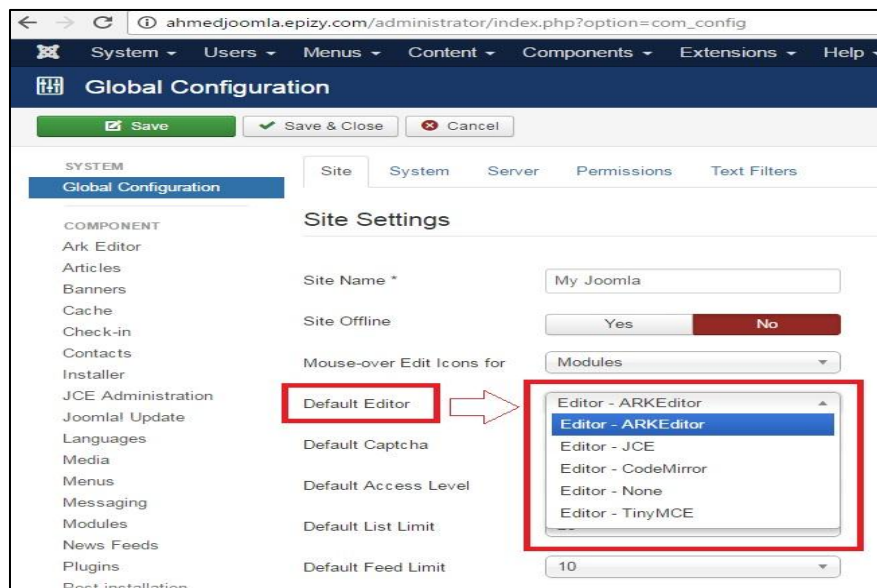 ahmedjoomla.epizy.com/administrator/index.php?option=com_config
System Users Menus Content Components Extensions Help
Global Configuration
Save Save & Close Cancel
SYSTEM
Global Configuration
COMPONENT
Ark Editor
Articles
Banners
Cache
Check-in
Contacts
Installer
JCE Administration
Joomla! Update
Languages
Media
Menus
Messaging
Modules
News Feeds
Plugins
Post-installation
Site System Server Permissions Text Filters
Site Settings
Site Name * My Joomla
Site Offline Yes No
Mouse-over Edit Icons for Modules
Default Editor Editor - ARKEditor
Editor - ARKEditor
Editor - JCE
Editor - CodeMirror
Editor - None
Editor - TinyMCE
Default Captcha
Default Access Level
Default List Limit
Default Feed Limit 10